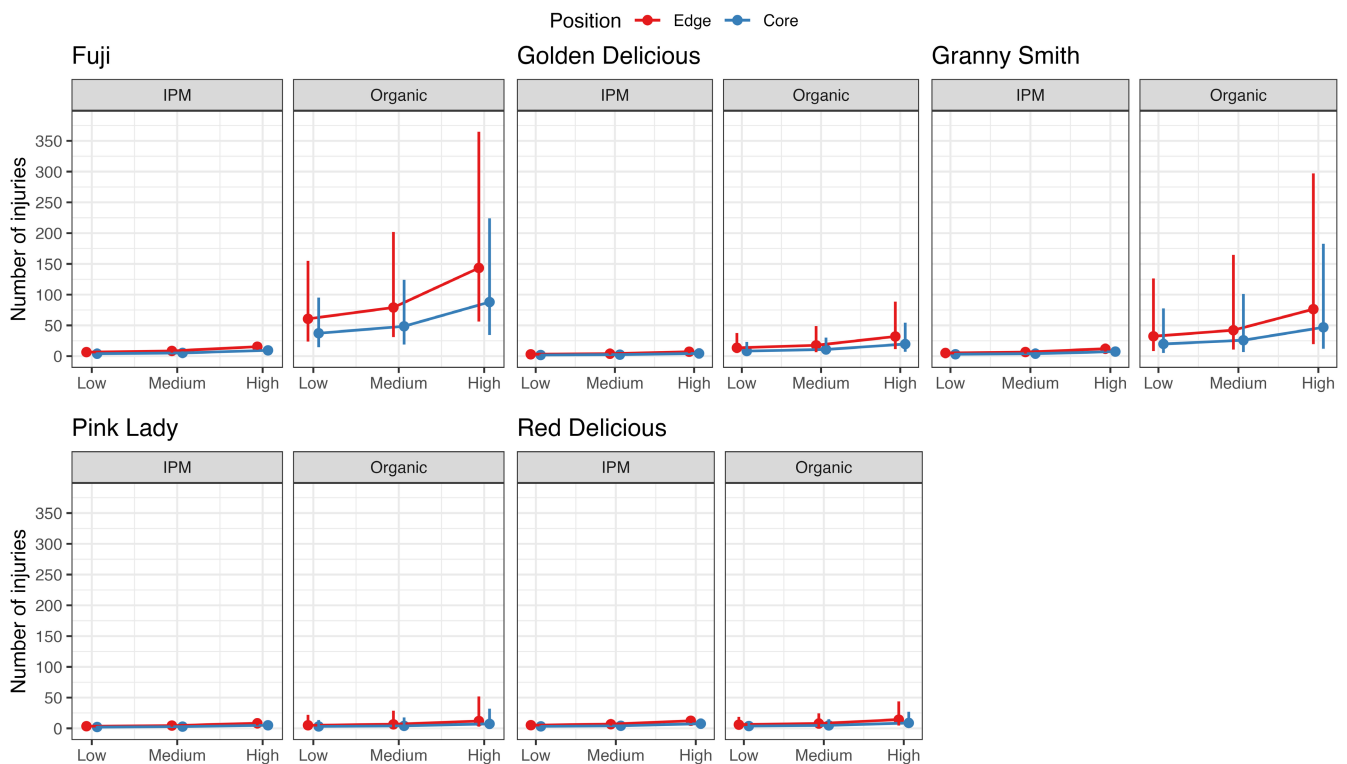 Position Edge Core
Fuji Golden Delicious Granny Smith
IPM Organic IPM Organic IPM Organic
Number of injuries
350
300
250
200
150
100
50
0
Low Medium High Low Medium High Low Medium High Low Medium High Low Medium High Low Medium High
Pink Lady Red Delicious
IPM Organic IPM Organic
Number of injuries
350
300
250
200
150
100
50
0
Low Medium High Low Medium High Low Medium High Low Medium High